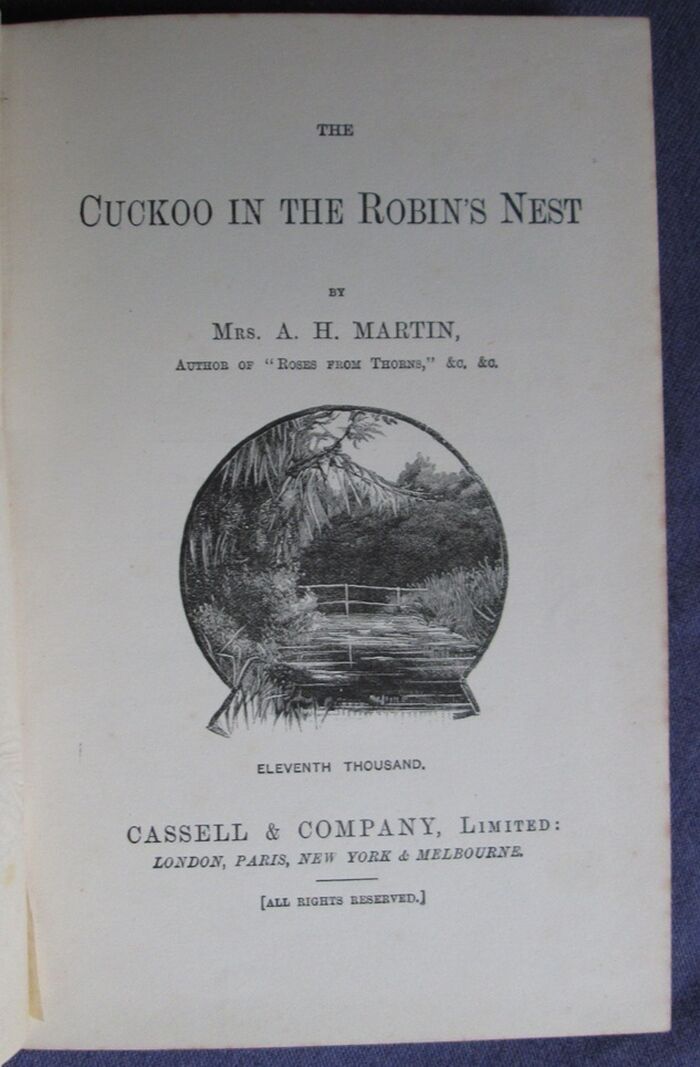 THE
CUCKOO IN THE ROBIN'S NEST
BY
MRS. A. H. MARTIN,
AUTHOR OF "ROSES FROM THORNS," &C. &C.
ELEVENTH THOUSAND.
CASSELL & COMPANY, LIMITED:
LONDON, PARIS, NEW YORK & MELBOURNE.
[ALL RIGHTS RESERVED.]